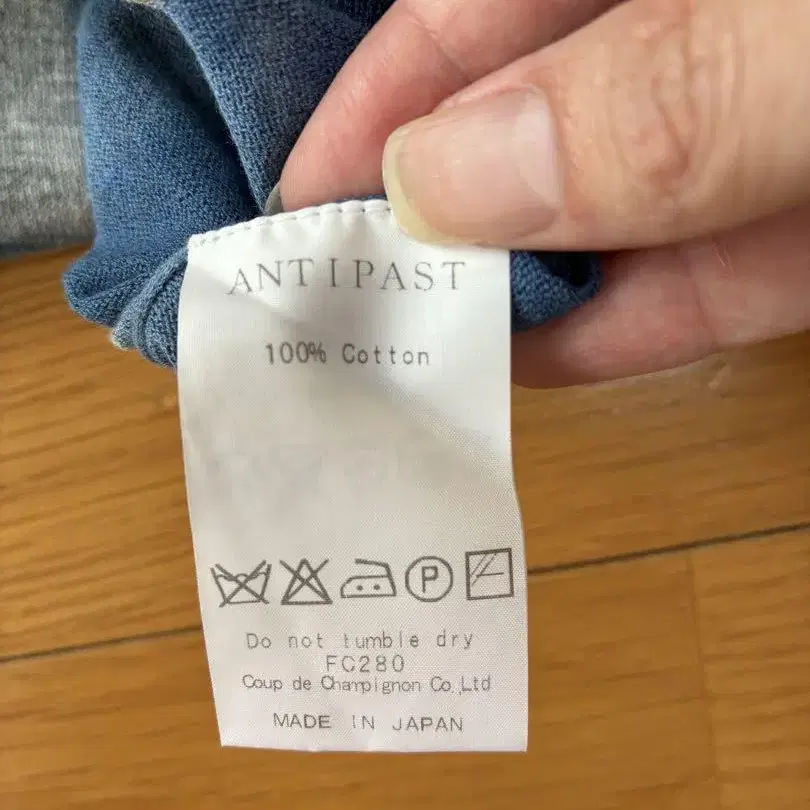 ANTIPAST
100% Cotton
P
Do not tumble dry
FC280
Coup de Champignon Co.,Ltd
MADE IN JAPAN